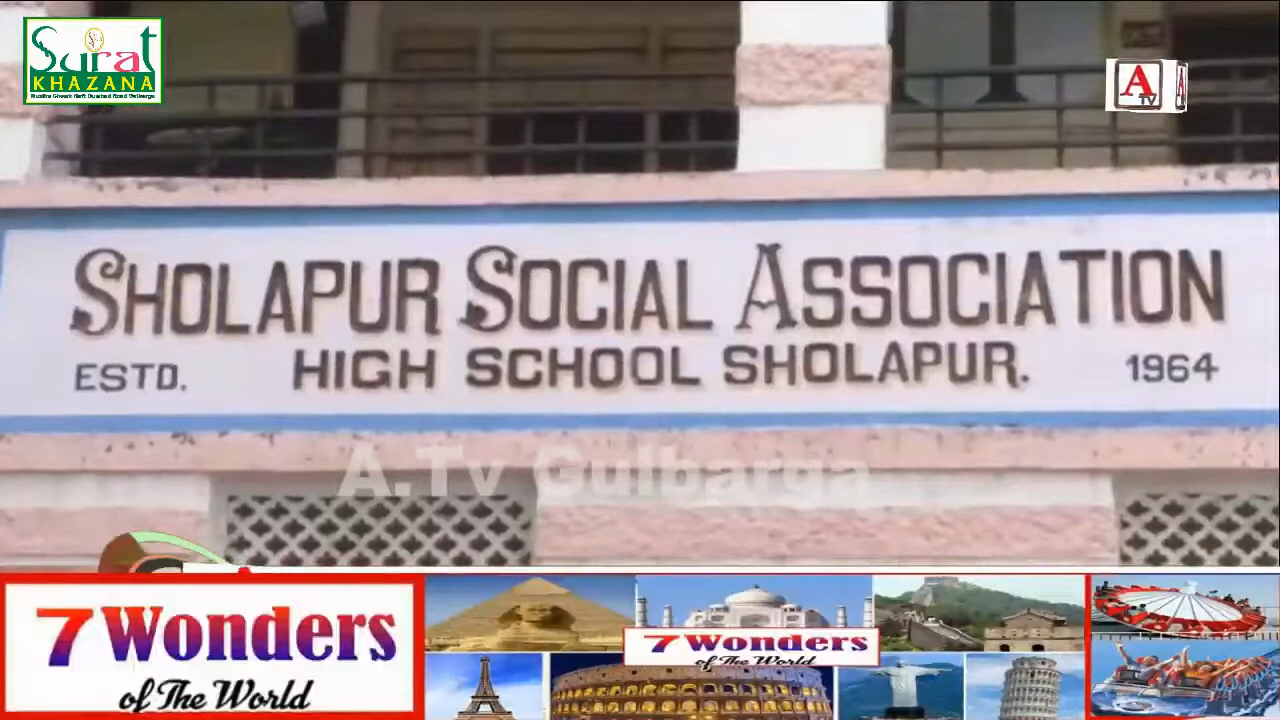 Surat
KHAZANA
A
TV
SHOLAPUR SOCIAL ASSOCIATION
ESTD. HIGH SCHOOL SHOLAPUR. 1964
A.Tv Gulbarga
7 Wonders
of The World
7 Wonders
of The World